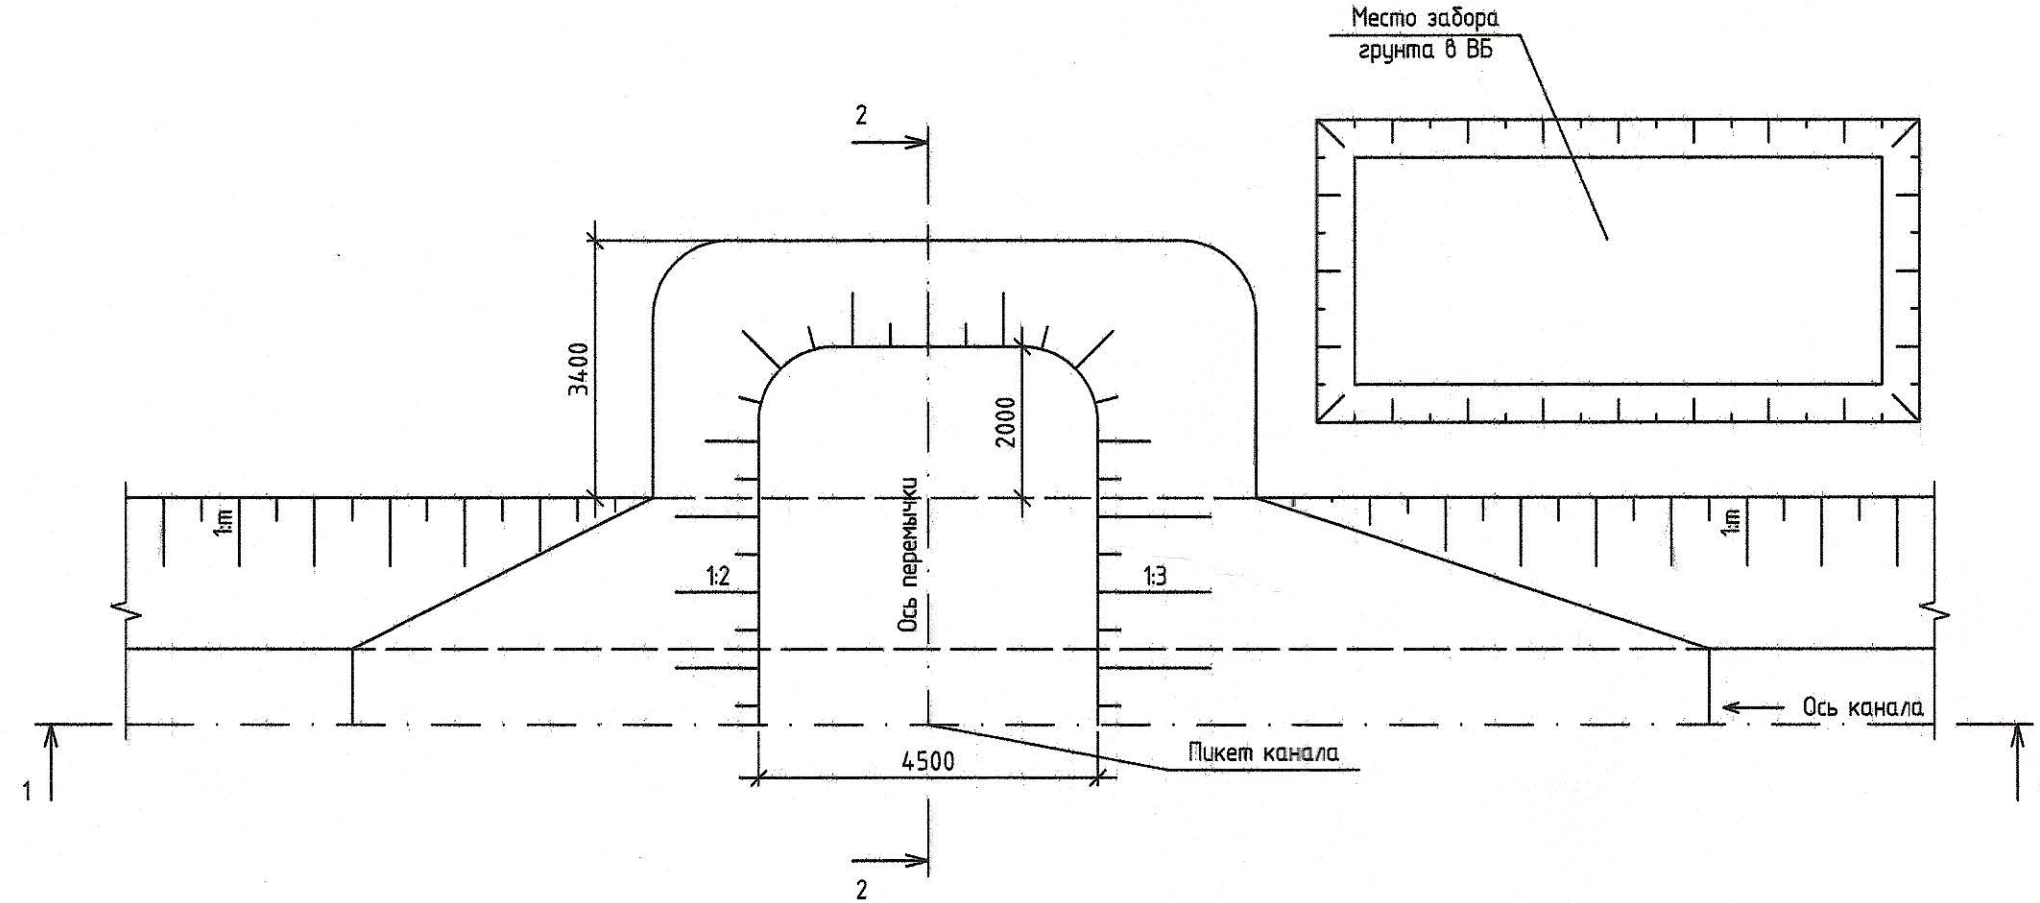 Место забора
грунта в ВБ
2
3400
2000
1:m
1:m
Ось перемычки
1:2
1:3
Ось канала
Пикет канала
4500
1
2